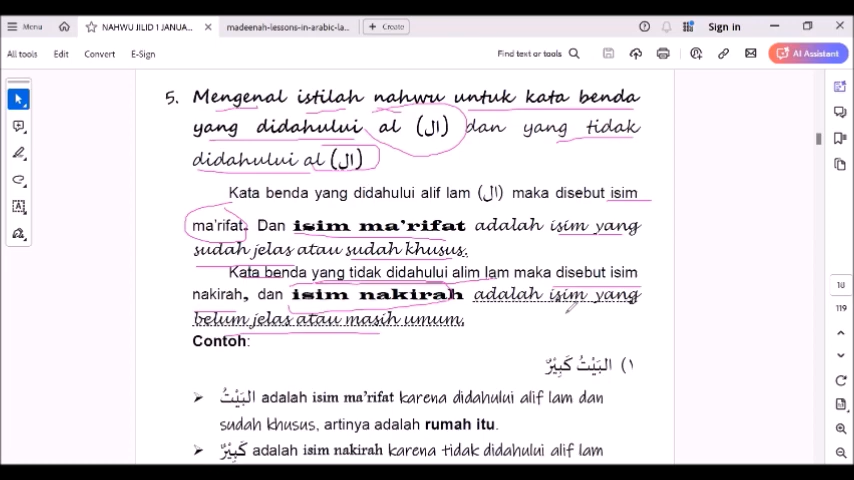 Menu
NAHWU JILID 1 JANUA...
madeenah-lessons-in-arabic-la...
+ Create
Sign in
All tools Edit Convert E-Sign
Find text or tools
AI Assistant
5. Mengenal istilah nahwu untuk kata benda
yang didahului al (ال) dan yang tidak
didahului al (ال)
Kata benda yang didahului alif lam (ال) maka disebut isim
ma'rifat. Dan isim ma'rifat adalah isim yang
sudah jelas atau sudah khusus.
Kata benda yang tidak didahului alim lam maka disebut isim
nakirah, dan isim nakirah adalah isim yang
belum jelas atau masih umum.
Contoh:
١) البَيْتُ كَبِيْرٌ
➤ البَيْتُ adalah isim ma'rifat karena didahului alif lam dan
sudah khusus, artinya adalah rumah itu.
➤ كَبِيْرٌ adalah isim nakirah karena tidak didahului alif lam
18
119